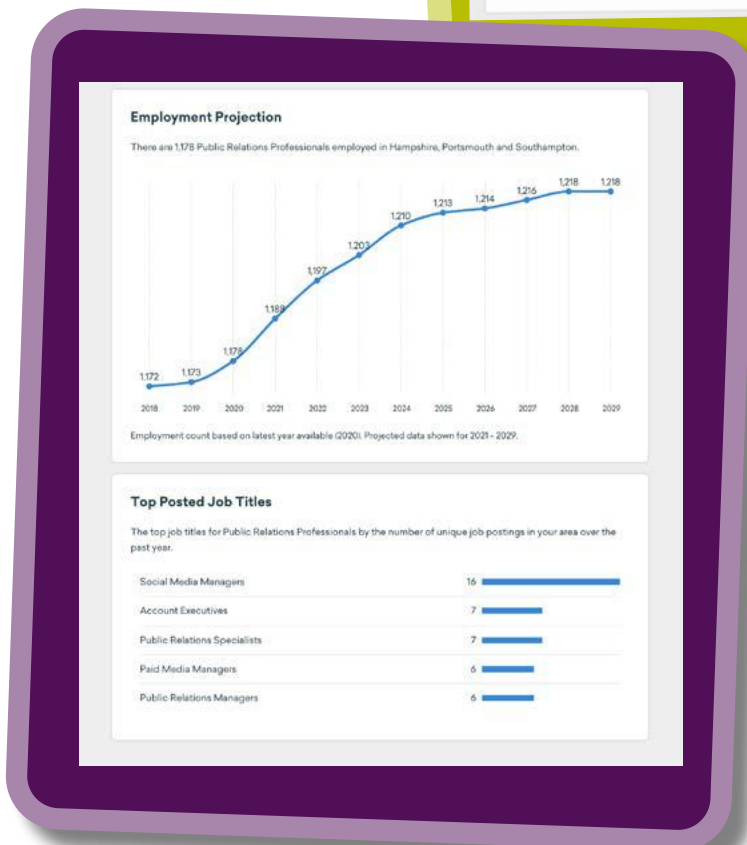 Employment Projection
There are 1,178 Public Relations Professionals employed in Hampshire, Portsmouth and Southampton.
1,172 1,173 1,178 1,188 1,197 1,203 1,210 1,213 1,214 1,216 1,218 1,218
2018 2019 2020 2021 2022 2023 2024 2025 2026 2027 2028 2029
Employment count based on latest year available (2020). Projected data shown for 2021 - 2029.
Top Posted Job Titles
The top job titles for Public Relations Professionals by the number of unique job postings in your area over the
past year.
Social Media Managers 16
Account Executives 7
Public Relations Specialists 7
Paid Media Managers 6
Public Relations Managers 6